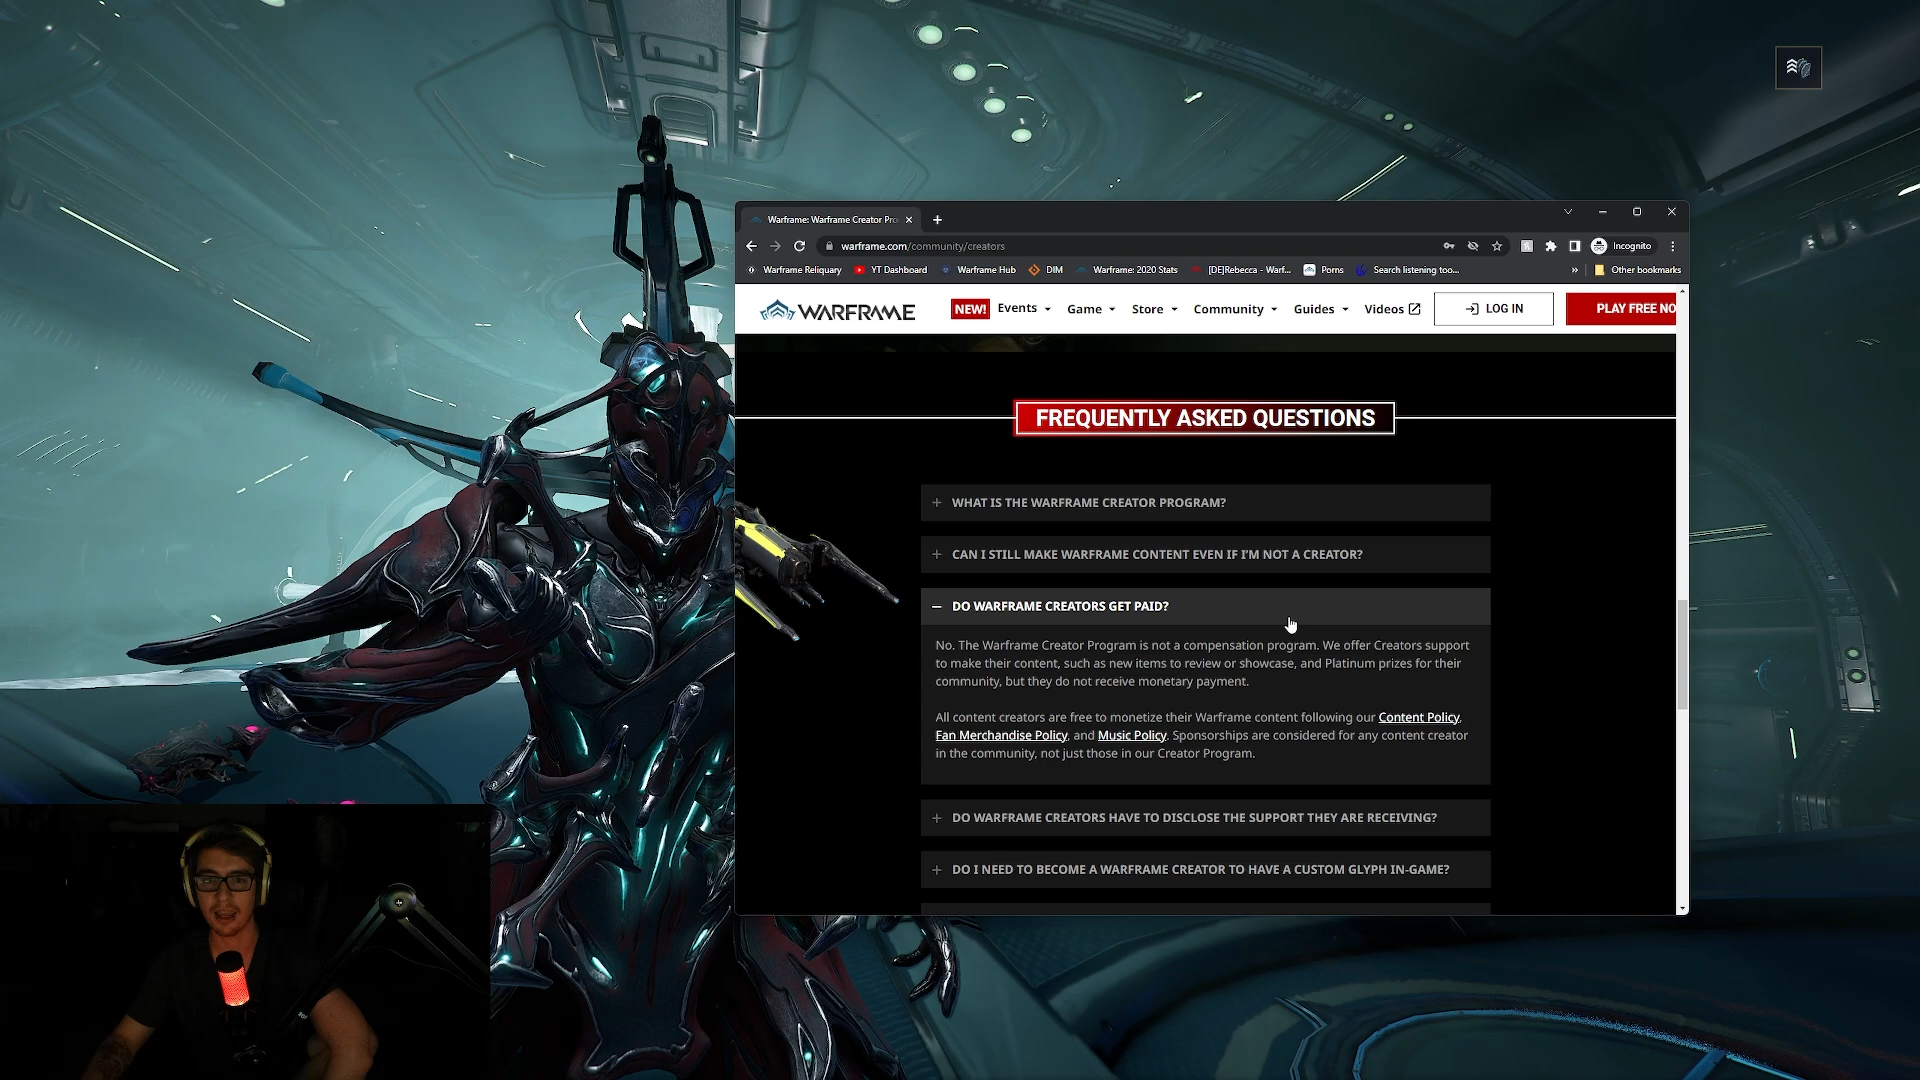 Warframe: Warframe Creator Pro
warframe.com/community/creators
Incognito
Warframe Reliquary
YT Dashboard
Warframe Hub
DIM
Warframe: 2020 Stats
[DE]Rebecca - Warf...
Porns
Search listening too...
»
Other bookmarks
WARFRAME
NEW! Events
Game
Store
Community
Guides
Videos
LOG IN
PLAY FREE NO
FREQUENTLY ASKED QUESTIONS
+ WHAT IS THE WARFRAME CREATOR PROGRAM?
+ CAN I STILL MAKE WARFRAME CONTENT EVEN IF I'M NOT A CREATOR?
— DO WARFRAME CREATORS GET PAID?
No. The Warframe Creator Program is not a compensation program. We offer Creators support
to make their content, such as new items to review or showcase, and Platinum prizes for their
community, but they do not receive monetary payment.
All content creators are free to monetize their Warframe content following our Content Policy,
Fan Merchandise Policy, and Music Policy. Sponsorships are considered for any content creator
in the community, not just those in our Creator Program.
+ DO WARFRAME CREATORS HAVE TO DISCLOSE THE SUPPORT THEY ARE RECEIVING?
+ DO I NEED TO BECOME A WARFRAME CREATOR TO HAVE A CUSTOM GLYPH IN-GAME?